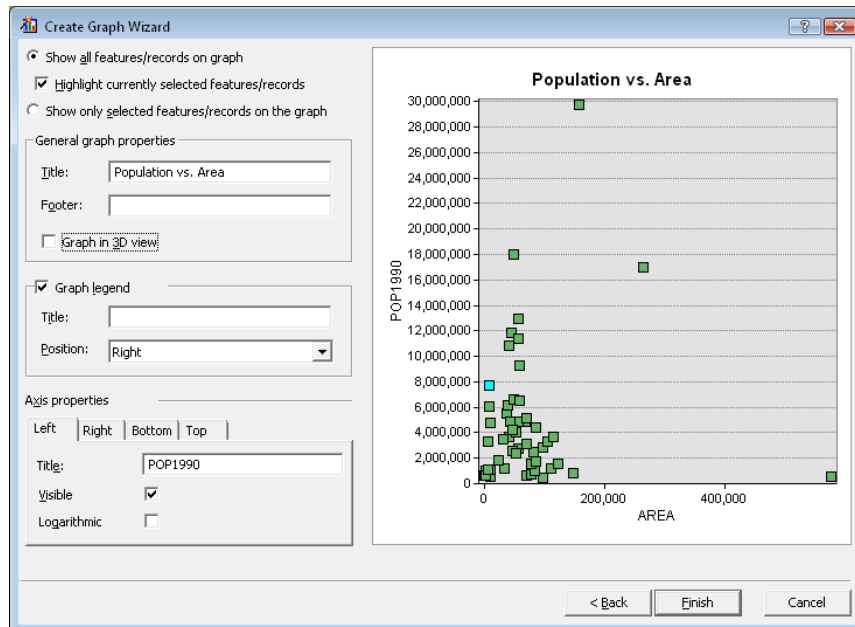 Create Graph Wizard
Show all features/records on graph
Highlight currently selected features/records
Show only selected features/records on the graph
General graph properties
Title: Population vs. Area
Footer:
Graph in 3D view
Graph legend
Title:
Position: Right
Axis properties
Left Right Bottom Top
Title: POP1990
Visible
Logarithmic
Population vs. Area
30,000,000
28,000,000
26,000,000
24,000,000
22,000,000
20,000,000
18,000,000
16,000,000
14,000,000
12,000,000
10,000,000
8,000,000
6,000,000
4,000,000
2,000,000
0
POP1990
0 200,000 400,000
AREA
< Back Finish Cancel